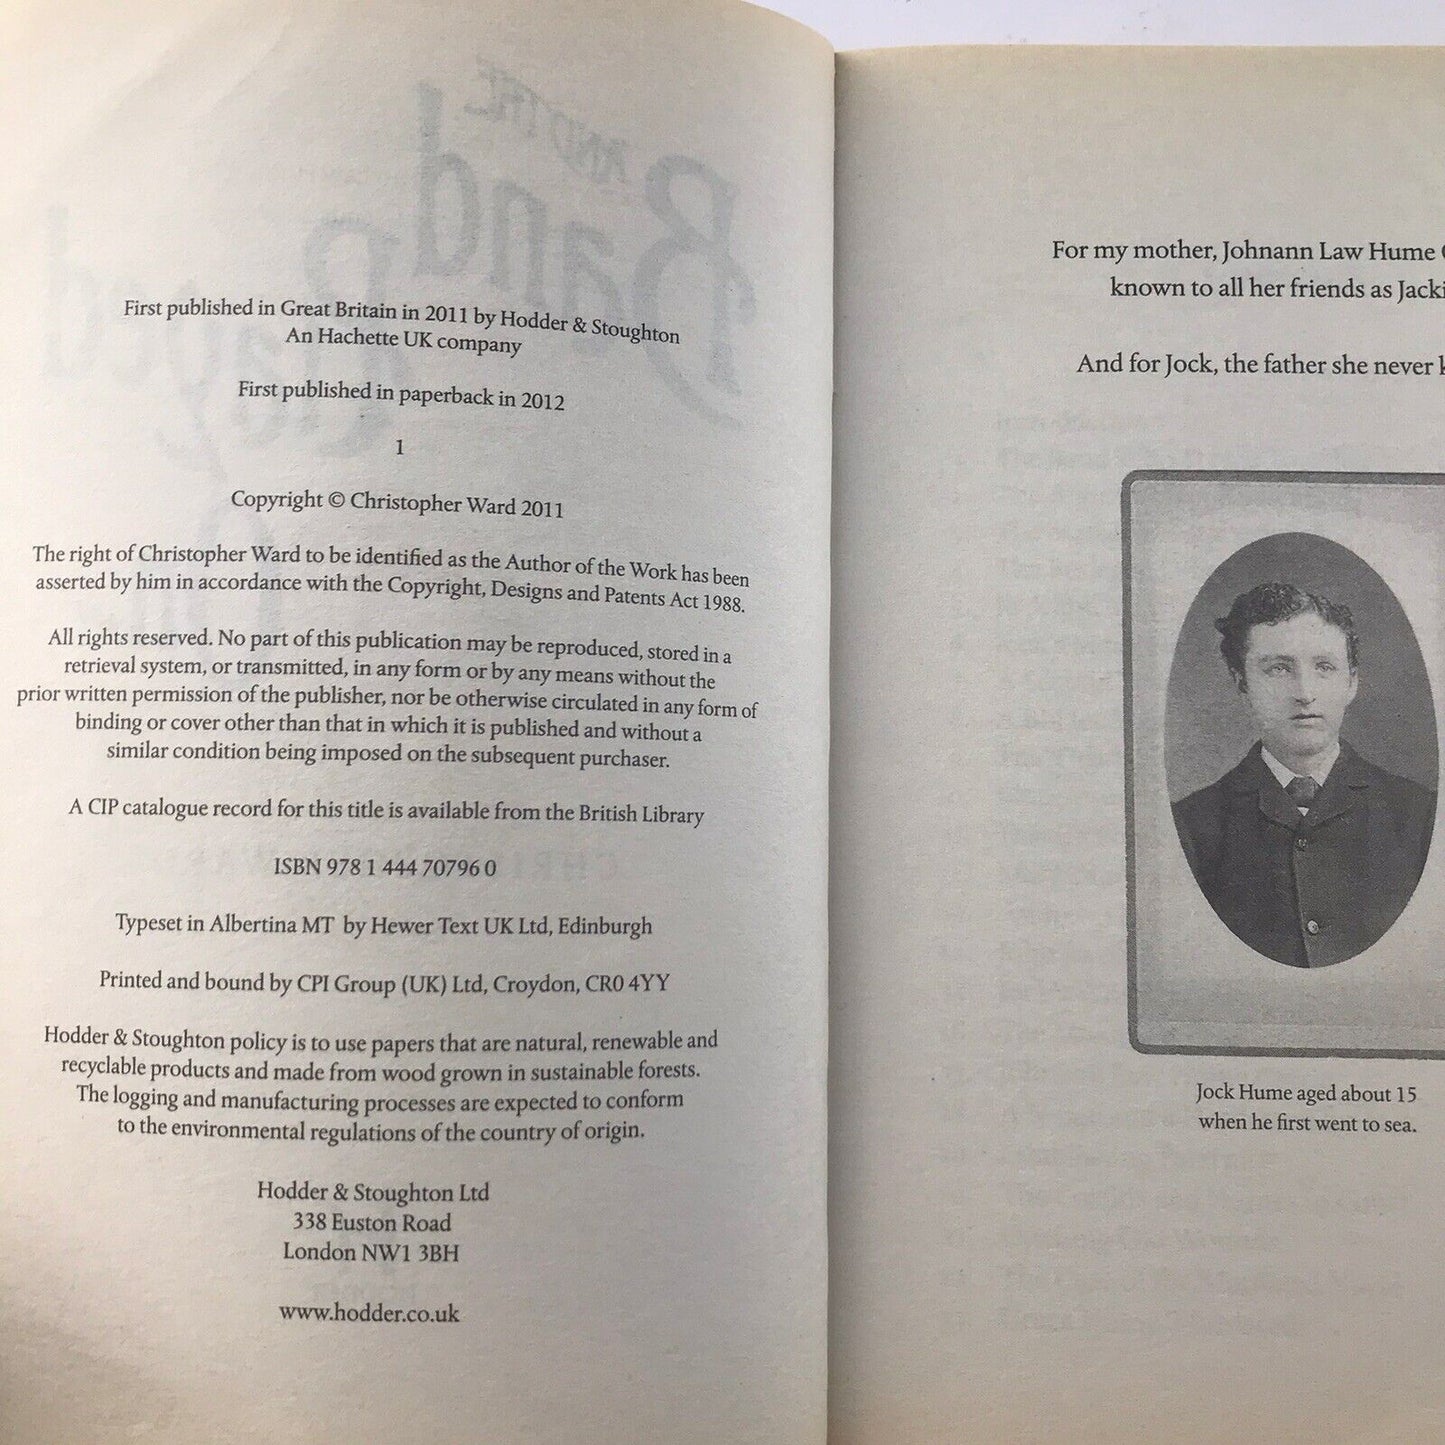 First published in Great Britain in 2011 by Hodder & Stoughton
An Hachette UK company
First published in paperback in 2012
1
Copyright © Christopher Ward 2011
The right of Christopher Ward to be identified as the Author of the Work has been
asserted by him in accordance with the Copyright, Designs and Patents Act 1988.
All rights reserved. No part of this publication may be reproduced, stored in a
retrieval system, or transmitted, in any form or by any means without the
prior written permission of the publisher, nor be otherwise circulated in any form of
binding or cover other than that in which it is published and without a
similar condition being imposed on the subsequent purchaser.
A CIP catalogue record for this title is available from the British Library
ISBN 978 1 444 70796 0
Typeset in Albertina MT by Hewer Text UK Ltd, Edinburgh
Printed and bound by CPI Group (UK) Ltd, Croydon, CR0 4YY
Hodder & Stoughton policy is to use papers that are natural, renewable and
recyclable products and made from wood grown in sustainable forests.
The logging and manufacturing processes are expected to conform
to the environmental regulations of the country of origin.
Hodder & Stoughton Ltd
338 Euston Road
London NW1 3BH
www.hodder.co.uk
For my mother, Johnann Law Hume
known to all her friends as
And for Jock, the father she never
Jock Hume aged about 15
when he first went to sea.